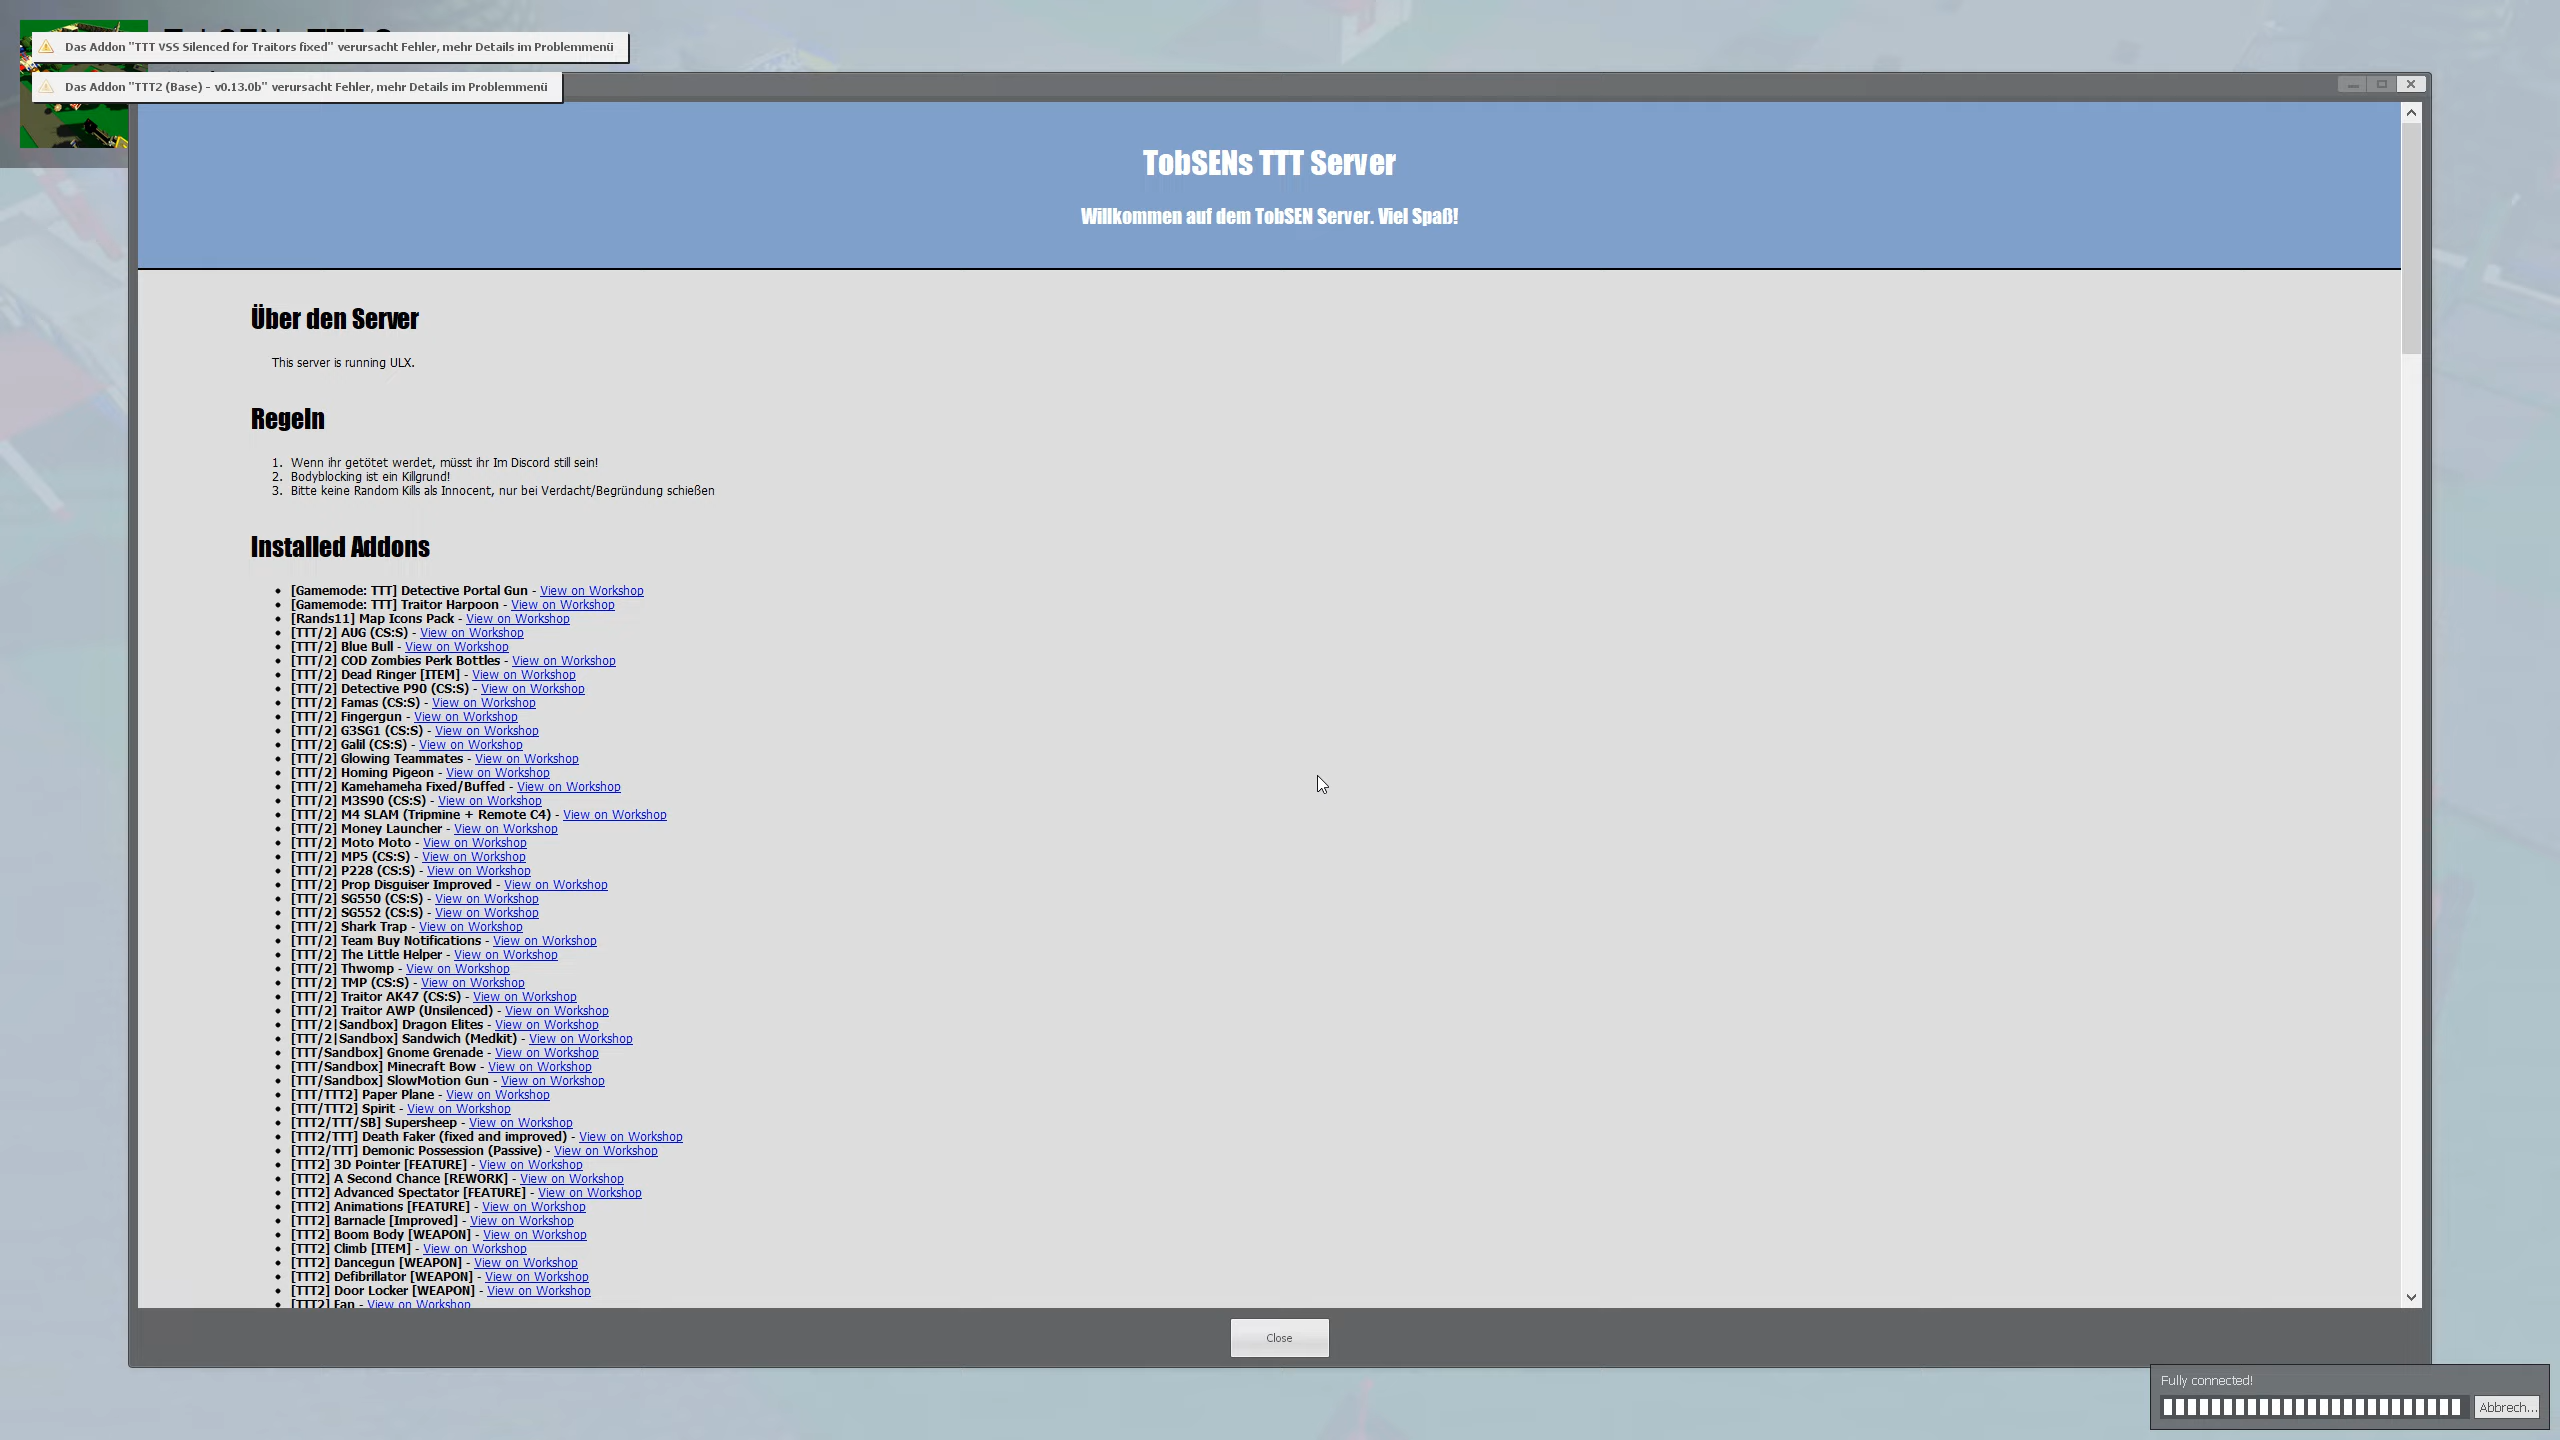 Das Addon "TTT VSS Silenced for Traitors fixed" verursacht Fehler, mehr Details im Problemmenü
Das Addon "TTT2 (Base) - v0.13.0b" verursacht Fehler, mehr Details im Problemmenü
TobSENs TTT Server
Willkommen auf dem TobSEN Server. Viel Spaß!
Über den Server
This server is running ULX.
Regeln
1. Wenn ihr getötet werdet, müsst ihr Im Discord still sein!
2. Bodyblocking ist ein Killgrund!
3. Bitte keine Random Kills als Innocent, nur bei Verdacht/Begründung schießen
Installed Addons
• [Gamemode: TTT] Detective Portal Gun - View on Workshop
• [Gamemode: TTT] Traitor Harpoon - View on Workshop
• [Rands11] Map Icons Pack - View on Workshop
• [TTT/2] AUG (CS:S) - View on Workshop
• [TTT/2] Blue Bull - View on Workshop
• [TTT/2] COD Zombies Perk Bottles - View on Workshop
• [TTT/2] Dead Ringer [ITEM] - View on Workshop
• [TTT/2] Detective P90 (CS:S) - View on Workshop
• [TTT/2] Famas (CS:S) - View on Workshop
• [TTT/2] Fingergun - View on Workshop
• [TTT/2] G3SG1 (CS:S) - View on Workshop
• [TTT/2] Galil (CS:S) - View on Workshop
• [TTT/2] Glowing Teammates - View on Workshop
• [TTT/2] Homing Pigeon - View on Workshop
• [TTT/2] Kamehameha Fixed/Buffed - View on Workshop
• [TTT/2] M3S90 (CS:S) - View on Workshop
• [TTT/2] M4 SLAM (Tripmine + Remote C4) - View on Workshop
• [TTT/2] Money Launcher - View on Workshop
• [TTT/2] Moto Moto - View on Workshop
• [TTT/2] MP5 (CS:S) - View on Workshop
• [TTT/2] P228 (CS:S) - View on Workshop
• [TTT/2] Prop Disguiser Improved - View on Workshop
• [TTT/2] SG550 (CS:S) - View on Workshop
• [TTT/2] SG552 (CS:S) - View on Workshop
• [TTT/2] Shark Trap - View on Workshop
• [TTT/2] Team Buy Notifications - View on Workshop
• [TTT/2] The Little Helper - View on Workshop
• [TTT/2] Thwomp - View on Workshop
• [TTT/2] TMP (CS:S) - View on Workshop
• [TTT/2] Traitor AK47 (CS:S) - View on Workshop
• [TTT/2] Traitor AWP (Unsilenced) - View on Workshop
• [TTT/2|Sandbox] Dragon Elites - View on Workshop
• [TTT/2|Sandbox] Sandwich (Medkit) - View on Workshop
• [TTT/Sandbox] Gnome Grenade - View on Workshop
• [TTT/Sandbox] Minecraft Bow - View on Workshop
• [TTT/Sandbox] SlowMotion Gun - View on Workshop
• [TTT/TTT2] Paper Plane - View on Workshop
• [TTT/TTT2] Spirit - View on Workshop
• [TTT2/TTT/SB] Supersheep - View on Workshop
• [TTT2/TTT] Death Faker (fixed and improved) - View on Workshop
• [TTT2/TTT] Demonic Possession (Passive) - View on Workshop
• [TTT2] 3D Pointer [FEATURE] - View on Workshop
• [TTT2] A Second Chance [REWORK] - View on Workshop
• [TTT2] Advanced Spectator [FEATURE] - View on Workshop
• [TTT2] Animations [FEATURE] - View on Workshop
• [TTT2] Barnacle [Improved] - View on Workshop
• [TTT2] Boom Body [WEAPON] - View on Workshop
• [TTT2] Climb [ITEM] - View on Workshop
• [TTT2] Dancegun [WEAPON] - View on Workshop
• [TTT2] Defibrillator [WEAPON] - View on Workshop
• [TTT2] Door Locker [WEAPON] - View on Workshop
• [TTT2] Fan - View on Workshop
Close
Fully connected!
Abbrech...